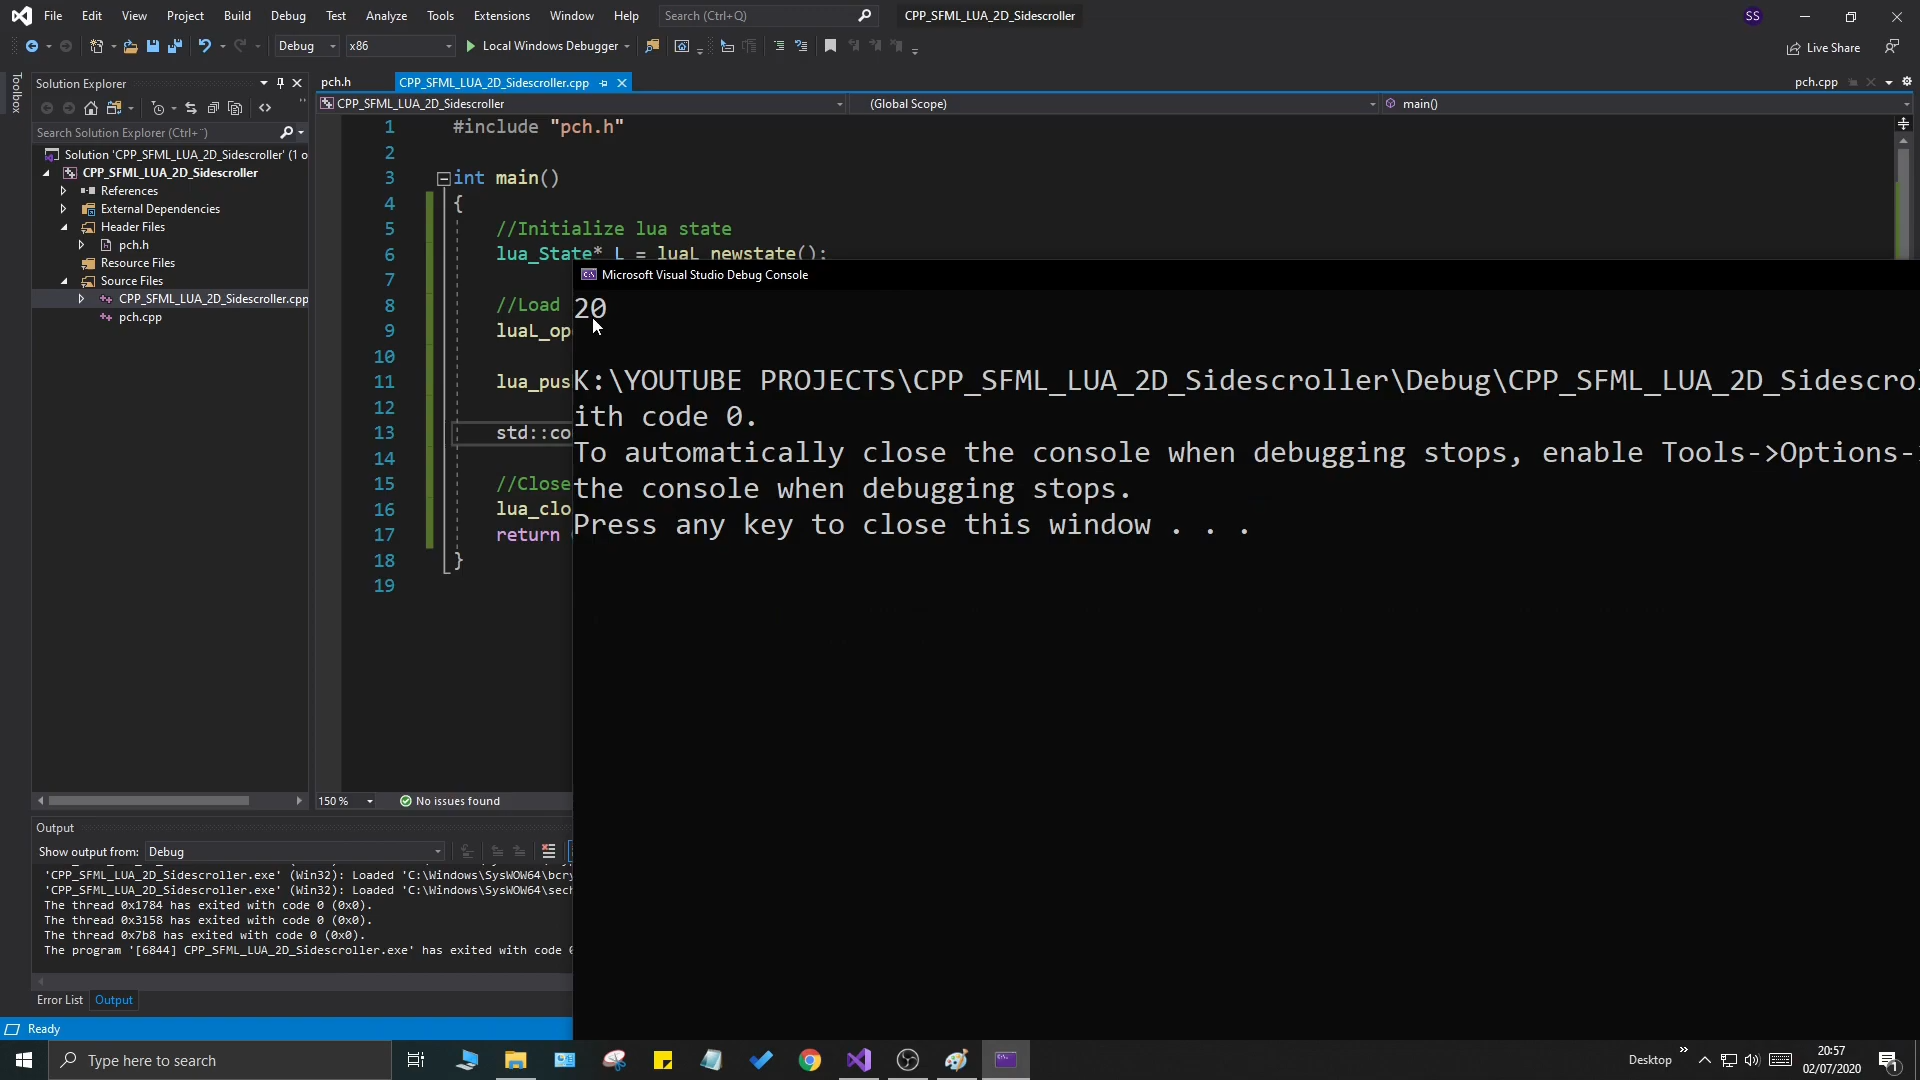 File Edit View Project Build Debug Test Analyze Tools Extensions Window Help Search (Ctrl+Q) CPP_SFML_LUA_2D_Sidescroller SS
Debug x86 Local Windows Debugger Live Share
Toolbox
Solution Explorer
Search Solution Explorer (Ctrl+¨)
Solution 'CPP_SFML_LUA_2D_Sidescroller' (1 o
CPP_SFML_LUA_2D_Sidescroller
References
External Dependencies
Header Files
pch.h
Resource Files
Source Files
CPP_SFML_LUA_2D_Sidescroller.cpp
pch.cpp
pch.h CPP_SFML_LUA_2D_Sidescroller.cpp pch.cpp
CPP_SFML_LUA_2D_Sidescroller (Global Scope) main()
1 #include "pch.h"
2
3 int main()
4 {
5 //Initialize lua state
6 lua_State* L = luaL_newstate();
7
8 //Load
9 luaL_op
10
11 lua_pus
12
13 std::co
14
15 //Close
16 lua_clo
17 return
18 }
19
150 % No issues found
Microsoft Visual Studio Debug Console
20
K:\YOUTUBE PROJECTS\CPP_SFML_LUA_2D_Sidescroller\Debug\CPP_SFML_LUA_2D_Sidescrol
ith code 0.
To automatically close the console when debugging stops, enable Tools->Options-
the console when debugging stops.
Press any key to close this window . . .
Output
Show output from: Debug
'CPP_SFML_LUA_2D_Sidescroller.exe' (Win32): Loaded 'C:\Windows\SysWOW64\bcry
'CPP_SFML_LUA_2D_Sidescroller.exe' (Win32): Loaded 'C:\Windows\SysWOW64\sech
The thread 0x1784 has exited with code 0 (0x0).
The thread 0x3158 has exited with code 0 (0x0).
The thread 0x7b8 has exited with code 0 (0x0).
The program '[6844] CPP_SFML_LUA_2D_Sidescroller.exe' has exited with code
Error List Output
Ready
Type here to search
Desktop
20:57
02/07/2020
1